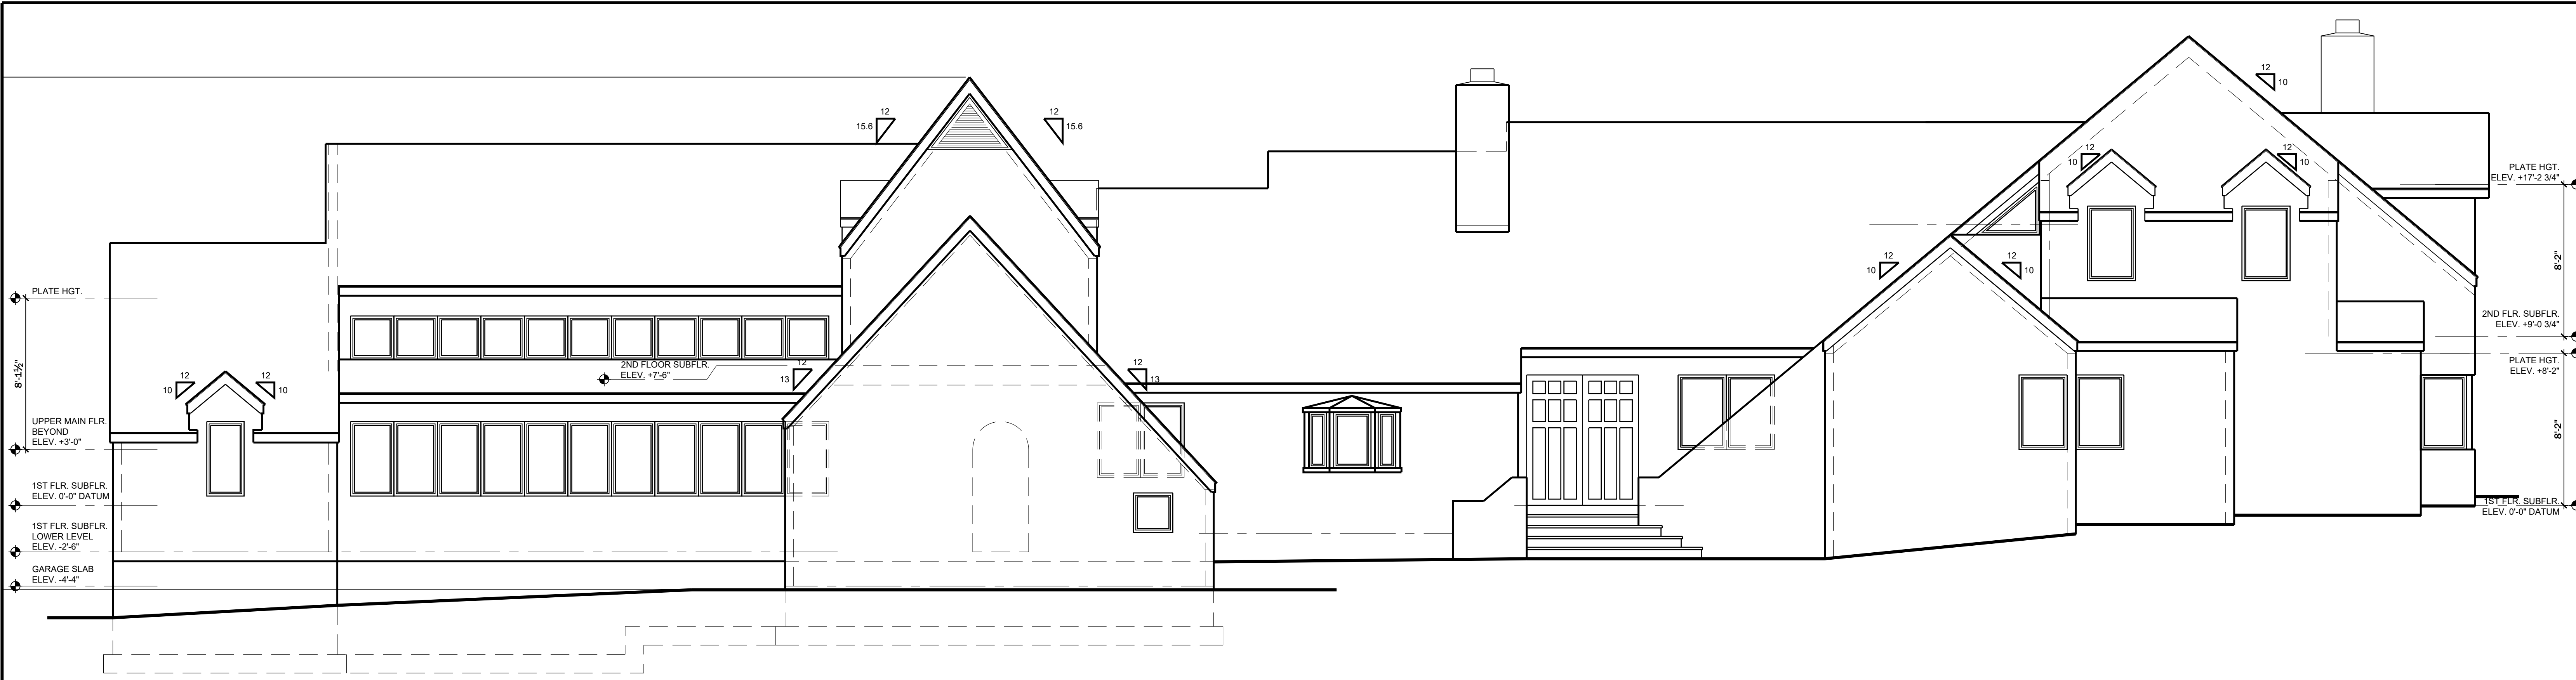 12
10
12
12
15.6
15.6
12
12
10
10
PLATE HGT.
ELEV. +17'-2 3/4"
12
12
10
10
8'-2"
PLATE HGT.
2ND FLR. SUBFLR.
ELEV. +9'-0 3/4"
8'-1½"
12
12
13
13
2ND FLOOR SUBFLR.
ELEV. +7'-6"
PLATE HGT.
ELEV. +8'-2"
12
12
10
10
8'-2"
UPPER MAIN FLR.
BEYOND
ELEV. +3'-0"
1ST FLR. SUBFLR.
ELEV. 0'-0" DATUM
1ST FLR. SUBFLR.
ELEV. 0'-0" DATUM
1ST FLR. SUBFLR.
LOWER LEVEL
ELEV. -2'-6"
GARAGE SLAB
ELEV. -4'-4"